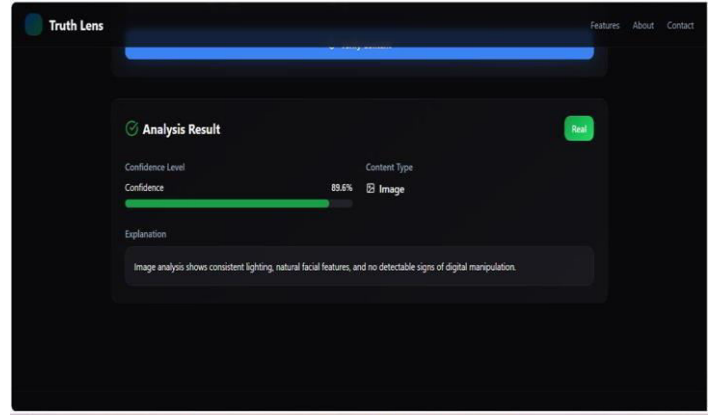 Truth Lens
Features About Contact
Analysis Result
Real
Confidence Level
Content Type
Confidence 89.6%
Image
Explanation
Image analysis shows consistent lighting, natural facial features, and no detectable signs of digital manipulation.